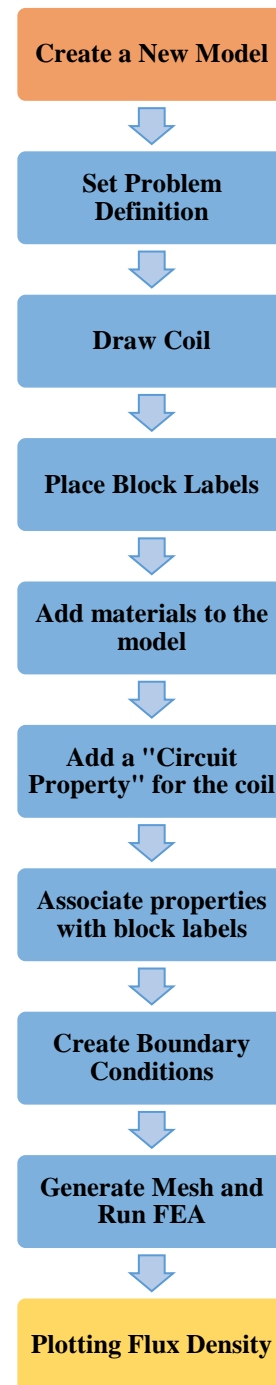 Create a New Model
Set Problem
Definition
Draw Coil
Place Block Labels
Add materials to the
model
Add a "Circuit
Property" for the coil
Associate properties
with block labels
Create Boundary
Conditions
Generate Mesh and
Run FEA
Plotting Flux Density